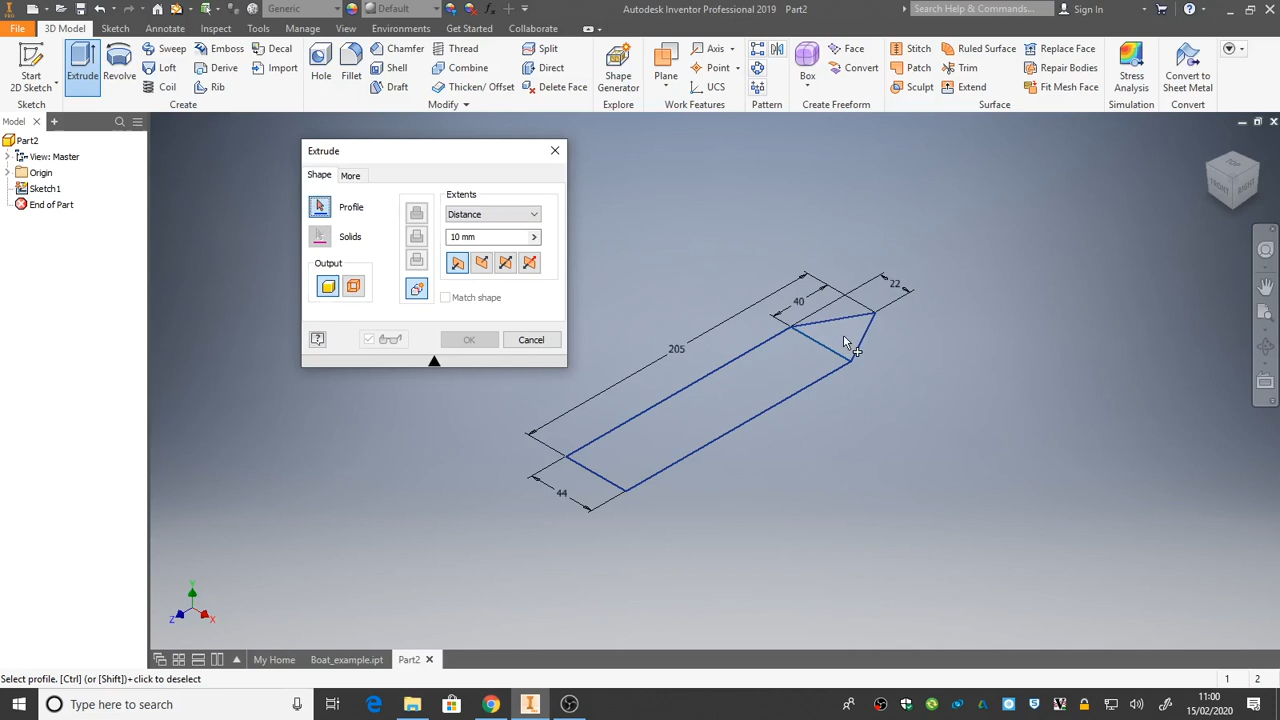 Generic
Default
Autodesk Inventor Professional 2019 Part2
Search Help & Commands...
Sign In
File
3D Model
Sketch
Annotate
Inspect
Tools
Manage
View
Environments
Get Started
Collaborate
Start
2D Sketch
Extrude
Revolve
Sweep
Emboss
Decal
Loft
Derive
Import
Coil
Rib
Hole
Fillet
Chamfer
Thread
Split
Shell
Combine
Direct
Draft
Thicken/ Offset
Delete Face
Shape
Generator
Plane
Axis
Point
UCS
Box
Face
Convert
Stitch
Ruled Surface
Replace Face
Patch
Trim
Repair Bodies
Sculpt
Extend
Fit Mesh Face
Stress
Analysis
Convert to
Sheet Metal
Sketch
Create
Modify
Explore
Work Features
Pattern
Create Freeform
Surface
Simulation
Convert
Model
Part2
View: Master
Origin
Sketch1
End of Part
Extrude
Shape
More
Profile
Solids
Output
Extents
Distance
10 mm
Match shape
OK
Cancel
TOP
FRONT
RIGHT
22
40
205
44
Y
Z
X
My Home
Boat_example.ipt
Part2
Select profile. [Ctrl] (or [Shift])+click to deselect
1
2
Type here to search
11:00
15/02/2020